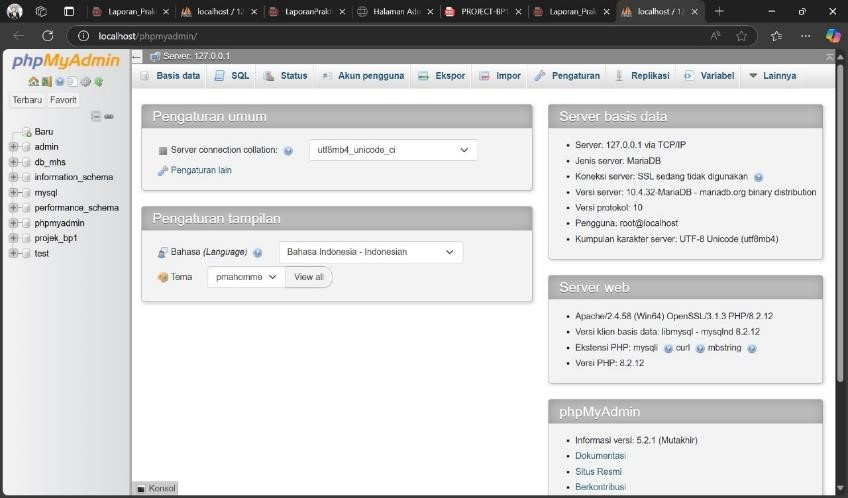 Laporan_Prak
localhost / 12
LaporanPrakt
Halaman Adm
PROJECT-BP1
Laporan_Prak
localhost / 12
localhost/phpmyadmin/
phpMyAdmin
Terbaru Favorit
Baru
admin
db_mhs
information_schema
mysql
performance_schema
phpmyadmin
projek_bp1
test
Server: 127.0.0.1
Basis data SQL Status Akun pengguna Ekspor Impor Pengaturan Replikasi Variabel Lainnya
Pengaturan umum
Server connection collation: utf8mb4_unicode_ci
Pengaturan lain
Pengaturan tampilan
Bahasa (Language) Bahasa Indonesia - Indonesian
Tema pmahomme View all
Server basis data
• Server: 127.0.0.1 via TCP/IP
• Jenis server: MariaDB
• Koneksi server: SSL sedang tidak digunakan
• Versi server: 10.4.32-MariaDB - mariadb.org binary distribution
• Versi protokol: 10
• Pengguna: root@localhost
• Kumpulan karakter server: UTF-8 Unicode (utf8mb4)
Server web
• Apache/2.4.58 (Win64) OpenSSL/3.1.3 PHP/8.2.12
• Versi klien basis data: libmysql - mysqlnd 8.2.12
• Ekstensi PHP: mysqli curl mbstring
• Versi PHP: 8.2.12
phpMyAdmin
• Informasi versi: 5.2.1 (Mutakhir)
• Dokumentasi
• Situs Resmi
• Berkontribusi
Konsol